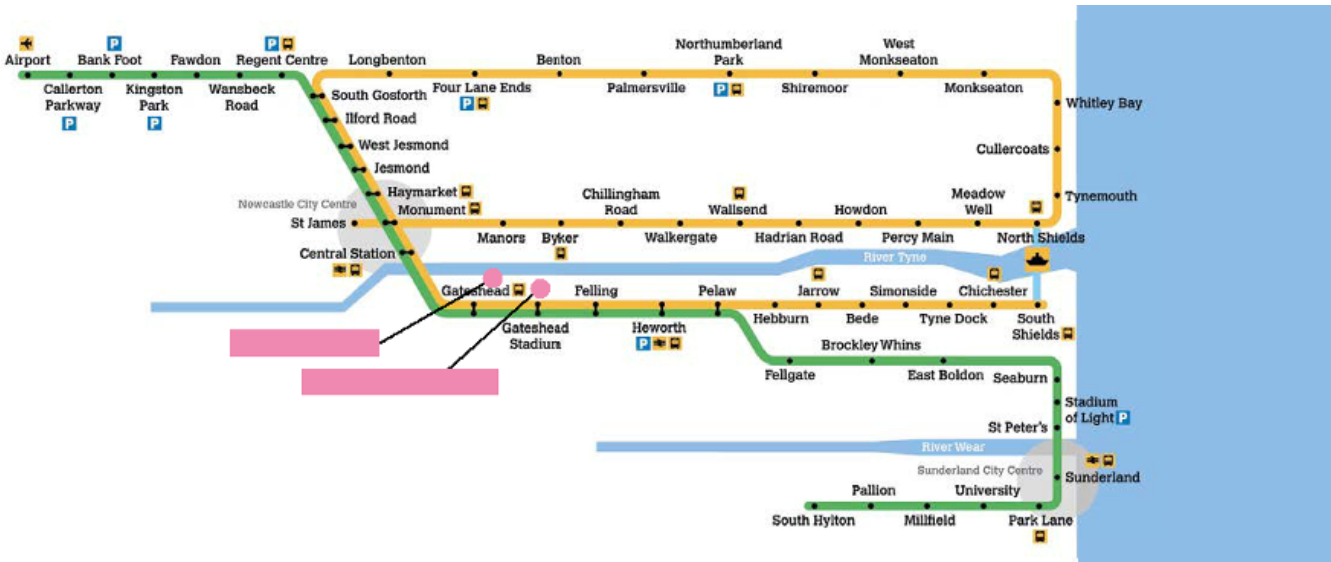 Airport
Bank Foot
Fawdon
Regent Centre
Callerton
Parkway
Kingston
Park
Wansbeck
Road
P
P
P
P
Longbenton
Four Lane Ends
P
Benton
Palmersville
Northumberland
Park
P
Shiremoor
West
Monkseaton
Monkseaton
Whitley Bay
Cullercoats
Tynemouth
South Gosforth
Ilford Road
West Jesmond
Jesmond
Haymarket
Newcastle City Centre
Monument
St James
Manors
Byker
Chillingham
Road
Walkergate
Wallsend
Hadrian Road
Howdon
Percy Main
Meadow
Well
North Shields
Central Station
River Tyne
Gateshead
Gateshead
Stadium
Felling
Heworth
P
Pelaw
Hebburn
Jarrow
Bede
Simonside
Tyne Dock
Chichester
South
Shields
Fellgate
Brockley Whins
East Boldon
Seaburn
Stadium
of Light P
St Peter's
River Wear
Sunderland City Centre
Sunderland
South Hylton
Pallion
Millfield
University
Park Lane